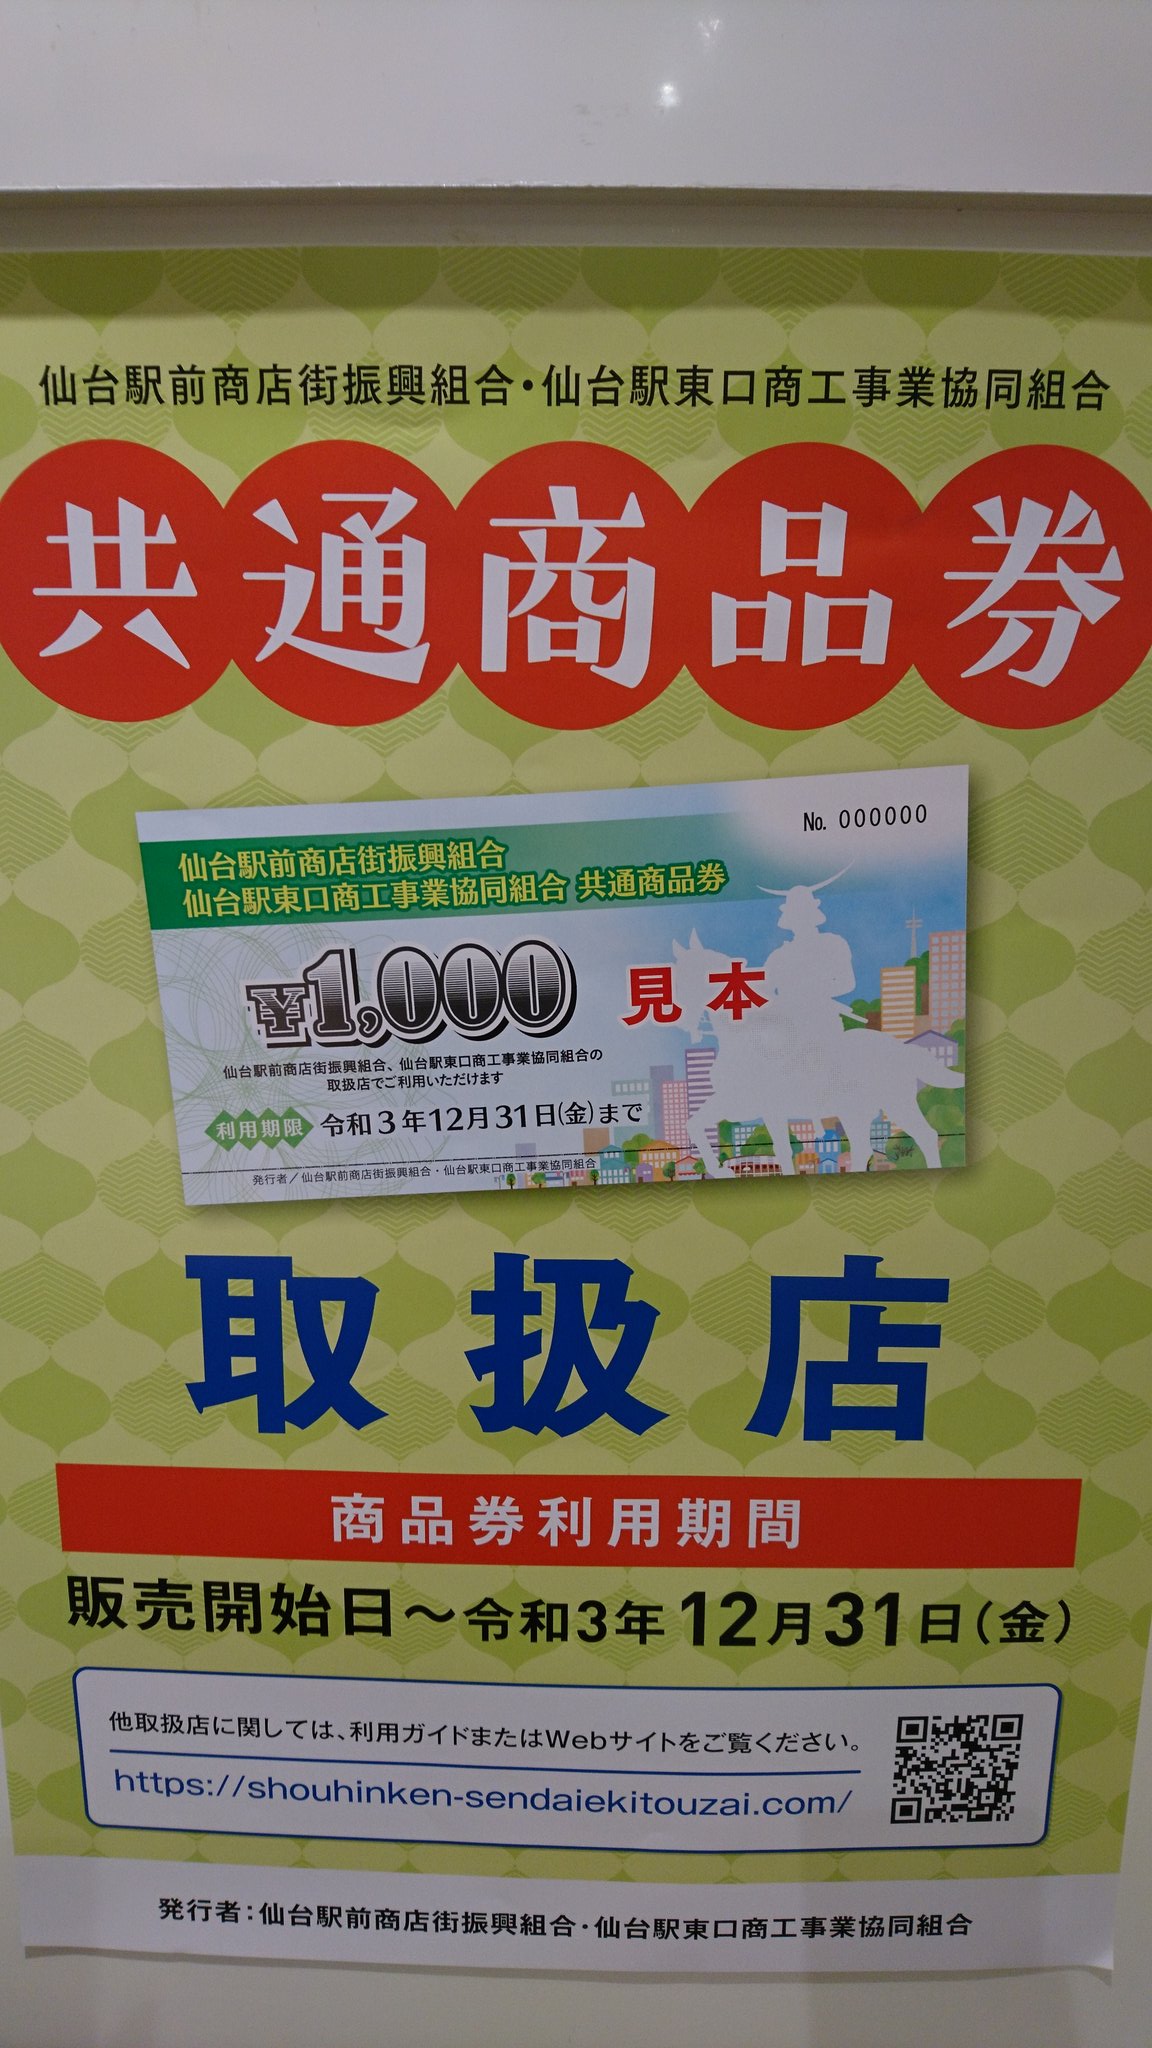 仙台駅前商店街振興組合・仙台駅東口商工事業協同組合
共通商品券
No. 000000
仙台駅前商店街振興組合
仙台駅東口商工事業協同組合 共通商品券
¥1,000
見本
仙台駅前商店街振興組合、仙台駅東口商工事業協同組合の
取扱店でご利用いただけます
利用期限 令和3年12月31日(金)まで
発行者／仙台駅前商店街振興組合・仙台駅東口商工事業協同組合
取扱店
商品券利用期間
販売開始日～令和3年12月31日(金)
他取扱店に関しては、利用ガイドまたはWebサイトをご覧ください。
https://shouhinken-sendaiekitouzai.com/
発行者:仙台駅前商店街振興組合・仙台駅東口商工事業協同組合